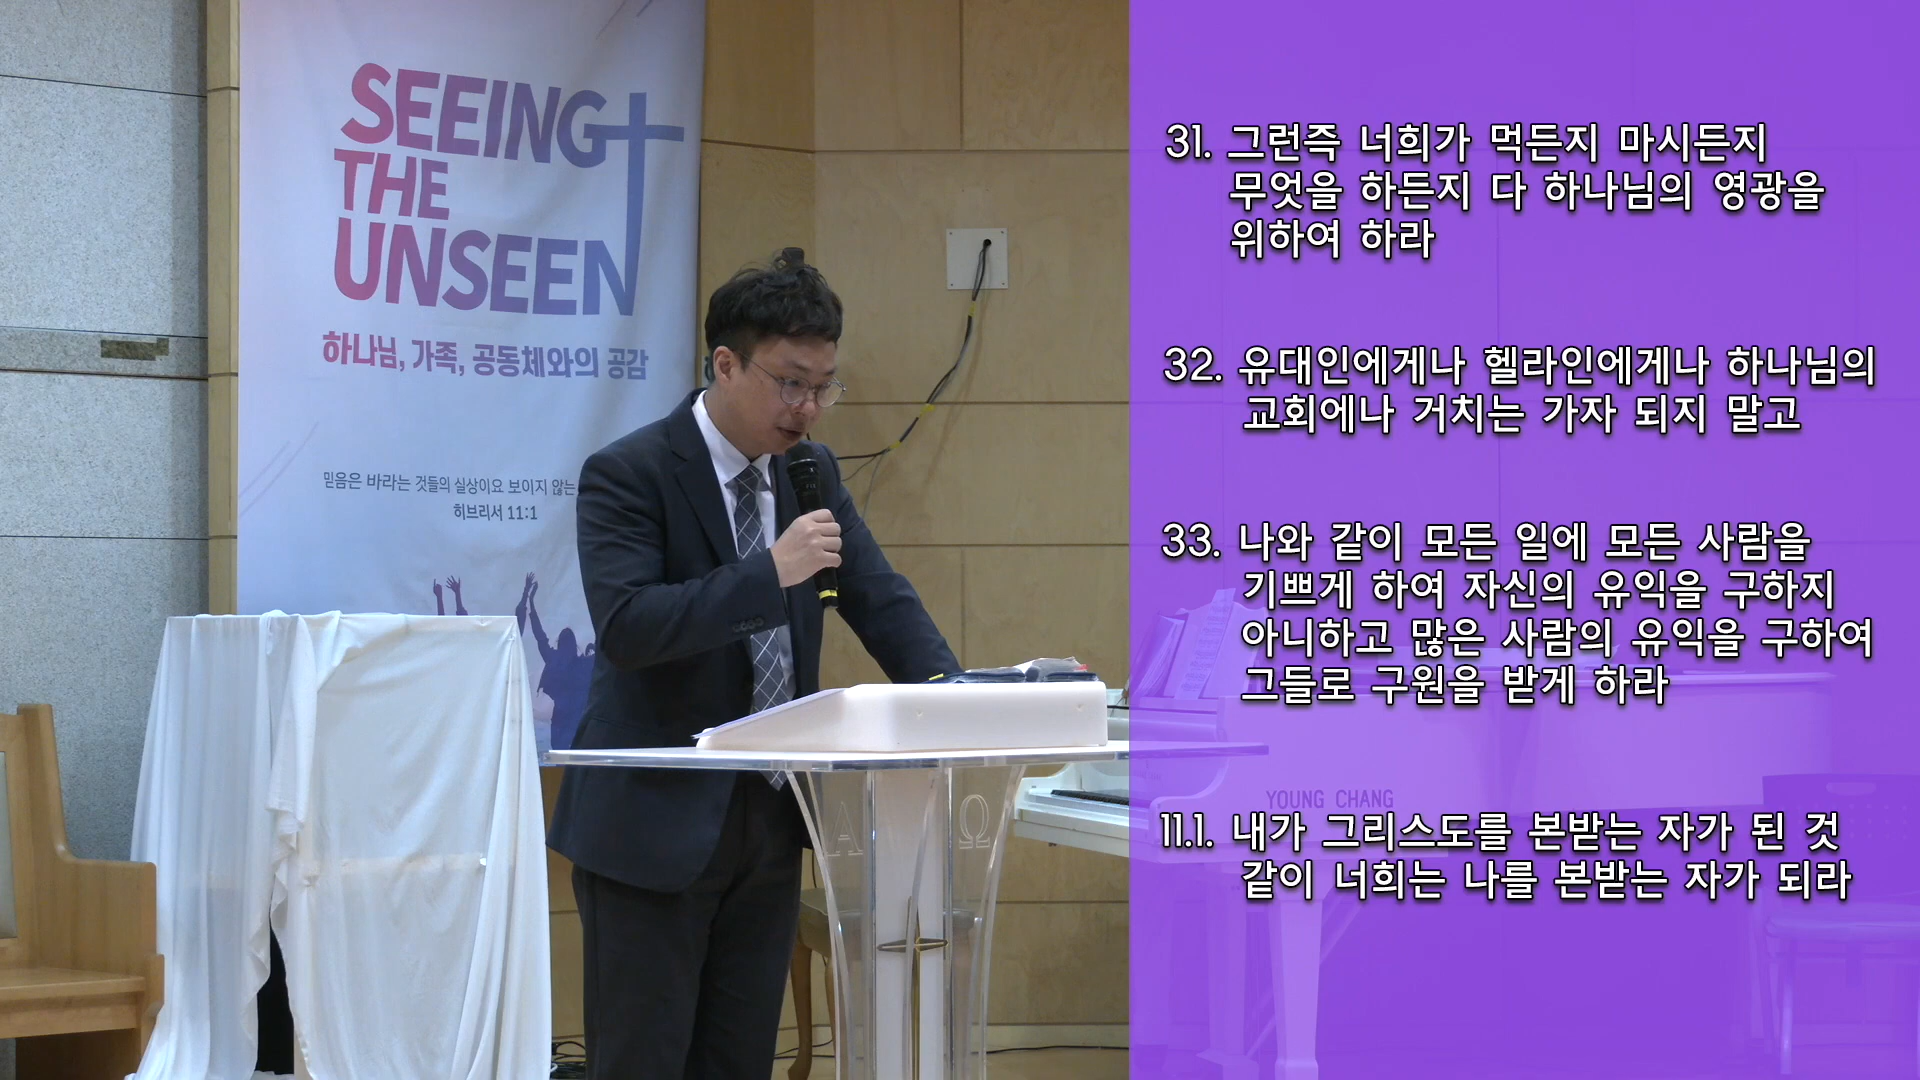 SEEING
THE
UNSEEN
하나님, 가족, 공동체와의 공감
믿음은 바라는 것들의 실상이요 보이지 않는
히브리서 11:1
Α Ω
31. 그런즉 너희가 먹든지 마시든지
무엇을 하든지 다 하나님의 영광을
위하여 하라
32. 유대인에게나 헬라인에게나 하나님의
교회에나 거치는 가자 되지 말고
33. 나와 같이 모든 일에 모든 사람을
기쁘게 하여 자신의 유익을 구하지
아니하고 많은 사람의 유익을 구하여
그들로 구원을 받게 하라
YOUNG CHANG
11.1. 내가 그리스도를 본받는 자가 된 것
같이 너희는 나를 본받는 자가 되라